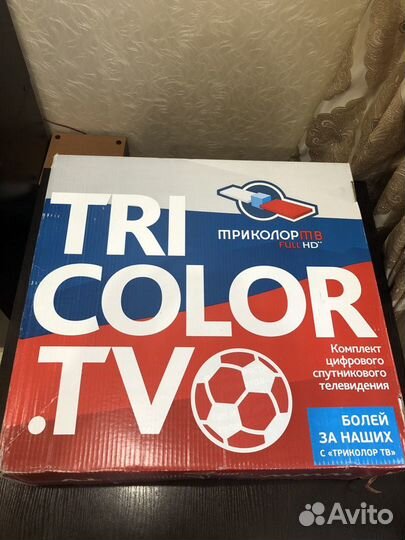 TRI
COLOR
.TV
ТРИКОЛОР ТВ
FULL HD
Комплект
цифрового
спутникового
телевидения
БОЛЕЙ
ЗА НАШИХ
С «ТРИКОЛОР ТВ»
Avito